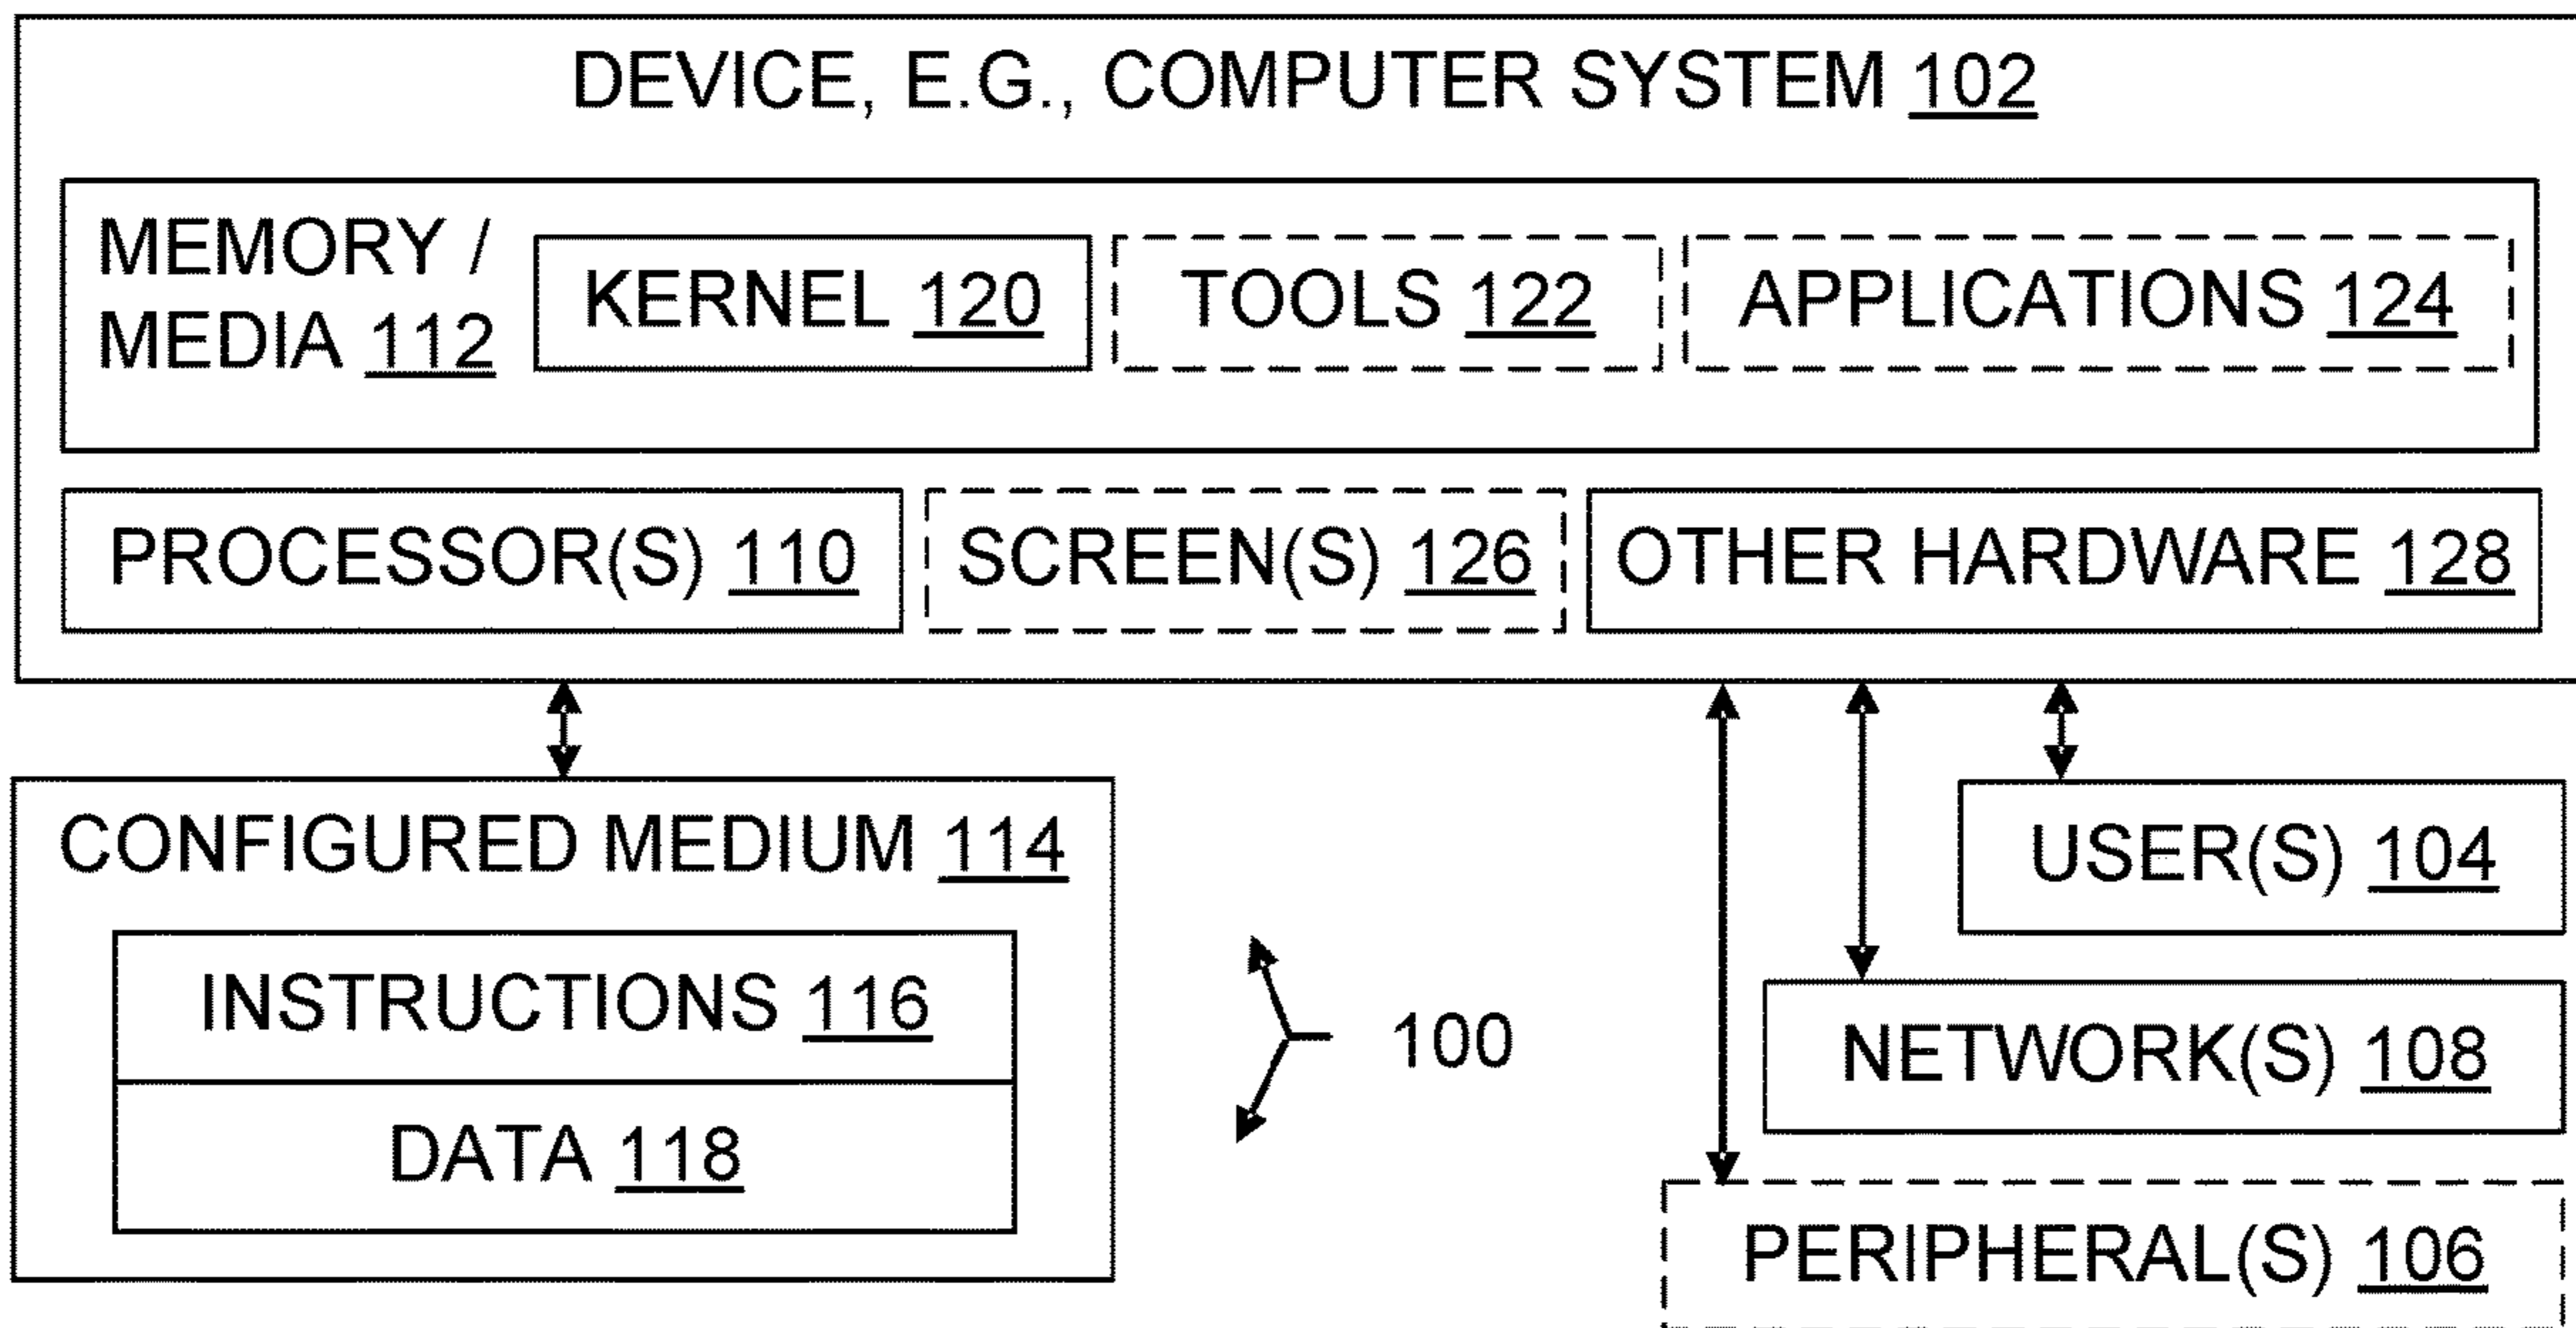 DEVICE, E.G., COMPUTER SYSTEM 102
MEMORY /
MEDIA 112
KERNEL 120
TOOLS 122
APPLICATIONS 124
PROCESSOR(S) 110
SCREEN(S) 126
OTHER HARDWARE 128
CONFIGURED MEDIUM 114
INSTRUCTIONS 116
DATA 118
100
USER(S) 104
NETWORK(S) 108
PERIPHERAL(S) 106